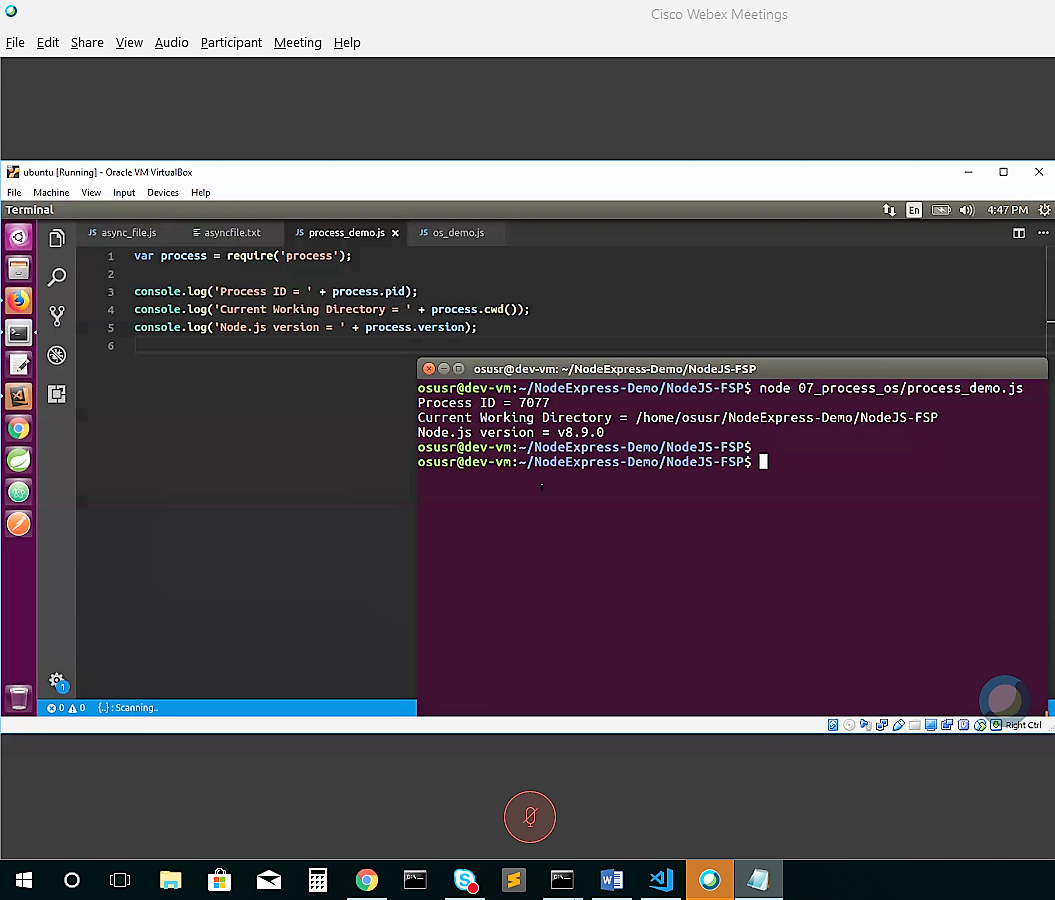 Cisco Webex Meetings
File Edit Share View Audio Participant Meeting Help
ubuntu [Running] - Oracle VM VirtualBox
File Machine View Input Devices Help
Terminal En 4:47 PM
JS async_file.js asyncfile.txt JS process_demo.js JS os_demo.js
1 var process = require('process');
2
3 console.log('Process ID = ' + process.pid);
4 console.log('Current Working Directory = ' + process.cwd());
5 console.log('Node.js version = ' + process.version);
6
osusr@dev-vm: ~/NodeExpress-Demo/NodeJS-FSP
osusr@dev-vm:~/NodeExpress-Demo/NodeJS-FSP$ node 07_process_os/process_demo.js
Process ID = 7077
Current Working Directory = /home/osusr/NodeExpress-Demo/NodeJS-FSP
Node.js version = v8.9.0
osusr@dev-vm:~/NodeExpress-Demo/NodeJS-FSP$
osusr@dev-vm:~/NodeExpress-Demo/NodeJS-FSP$
1
0 0 {..} : Scanning..
Right Ctrl